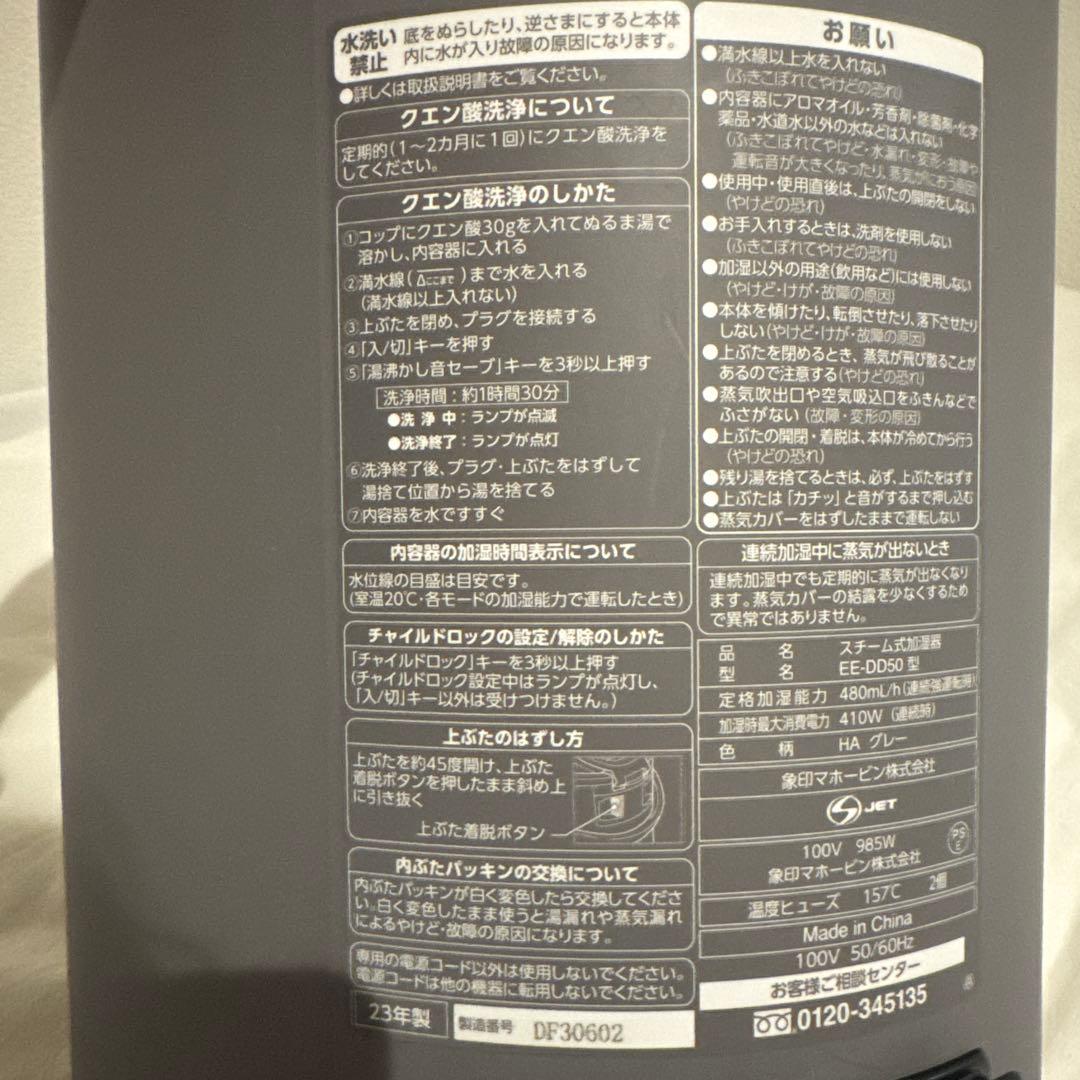 水洗い
禁止
底をぬらしたり、逆さまにすると本体
内に水が入り故障の原因になります。
●詳しくは取扱説明書をご覧ください。
クエン酸洗浄について
定期的(1～2カ月に1回)にクエン酸洗浄を
してください。
クエン酸洗浄のしかた
①コップにクエン酸30gを入れてぬるま湯で
溶かし、内容器に入れる
②満水線(Δここまで)まで水を入れる
(満水線以上入れない)
③上ぶたを閉め、プラグを接続する
④「入/切」キーを押す
⑤「湯沸かし音セーブ」キーを3秒以上押す
洗浄時間：約1時間30分
●洗浄中：ランプが点滅
●洗浄終了：ランプが点灯
⑥洗浄終了後、プラグ・上ぶたをはずして
湯捨て位置から湯を捨てる
⑦内容器を水ですすぐ
内容器の加湿時間表示について
水位線の目盛は目安です。
(室温20℃・各モードの加湿能力で運転したとき)
チャイルドロックの設定/解除のしかた
「チャイルドロック」キーを3秒以上押す
(チャイルドロック設定中はランプが点灯し、
「入/切」キー以外は受けつけません。)
上ぶたのはずし方
上ぶたを約45度開け、上ぶた
着脱ボタンを押したまま斜め上
に引き抜く
上ぶた着脱ボタン
内ぶたパッキンの交換について
内ぶたパッキンが白く変色したら交換してくださ
い。白く変色したまま使うと湯漏れや蒸気漏れ
によるやけど・故障の原因になります。
専用の電源コード以外は使用しないでください。
電源コードは他の機器に転用しないでください。
23年製
製造番号 DF30602
お願い
●満水線以上水を入れない
(ふきこぼれてやけどの恐れ)
●内容器にアロマオイル・芳香剤・除菌剤・化学
薬品・水道水以外の水などは入れない
(ふきこぼれてやけど・水漏れ・変形・故障や
運転音が大きくなったり、蒸気がにおう原因)
●使用中・使用直後は、上ぶたの開閉をしない
(やけどの恐れ)
●お手入れするときは、洗剤を使用しない
(ふきこぼれてやけどの恐れ)
●加湿以外の用途(飲用など)には使用しない
(やけど・けが・故障の原因)
●本体を傾けたり、転倒させたり、落下させたり
しない(やけど・けが・故障の原因)
●上ぶたを閉めるとき、蒸気が飛び散ることが
あるので注意する(やけどの恐れ)
●蒸気吹出口や空気吸込口をふきんなどで
ふさがない(故障・変形の原因)
●上ぶたの開閉・着脱は、本体が冷めてから行う
(やけどの恐れ)
●残り湯を捨てるときは、必ず、上ぶたをはずす
●上ぶたは「カチッ」と音がするまで押し込む
●蒸気カバーをはずしたままで運転しない
連続加湿中に蒸気が出ないとき
連続加湿中でも定期的に蒸気が出なくなり
ます。蒸気カバーの結露を少なくするため
で異常ではありません。
品名 スチーム式加湿器
型名 EE-DD50型
定格加湿能力 480mL/h(連続強運転時)
加湿時最大消費電力 410W(連続時)
色柄 HA グレー
象印マホービン株式会社
S JET
100V 985W
PS
E
象印マホービン株式会社
温度ヒューズ 157℃ 2個
Made in China
100V 50/60Hz
お客様ご相談センター
0120-345135